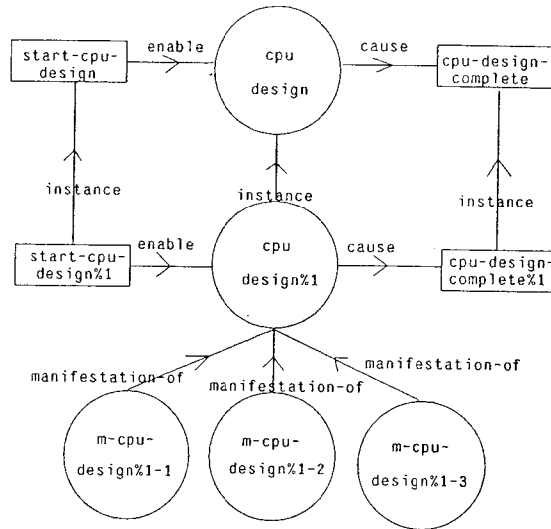 enable
cause
start-cpu-
design
cpu
design
cpu-design-
complete
instance
instance
instance
enable
cause
start-cpu-
design%1
cpu
design%1
cpu-design-
complete%1
manifestation-of
manifestation-of
manifestation-of
m-cpu-
design%1-1
m-cpu-
design%1-2
m-cpu-
design%1-3